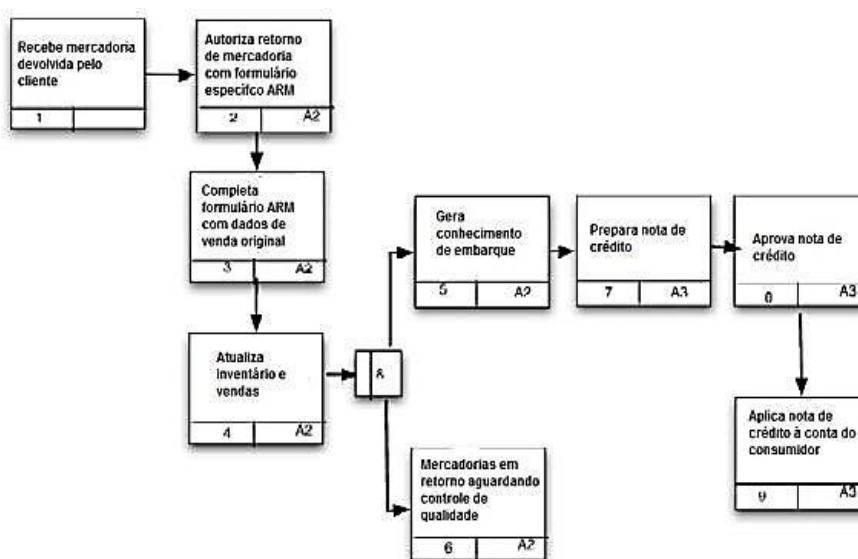 Recebe mercadoria
devolvida pelo
cliente
1
Autoriza retorno
de mercadoria
com formulário
especifco ARM
2 A2
Completa
formulário ARM
com dados de
venda original
3 A2
Atualiza
inventário e
vendas
4 A2
&
Gera
conhecimento
de embarque
5 A2
Mercadorias em
retorno aguardando
controle de
qualidade
6 A2
Prepara nota de
crédito
7 A3
Aprova nota de
crédito
A3
Aplica nota de
crédito à conta do
consumidor
9 A3